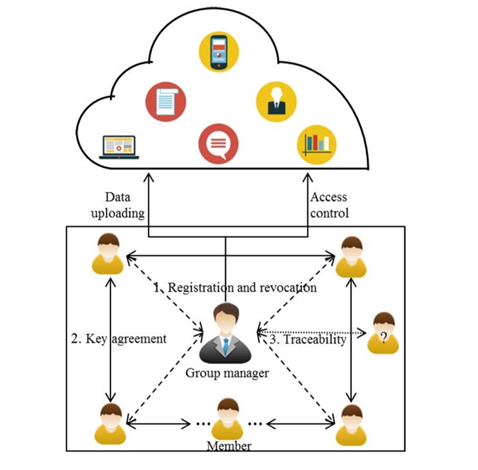 Data
uploading
Access
control
1. Registration and revocation
2. Key agreement
3. Traceability
?
Group manager
... ...
Member